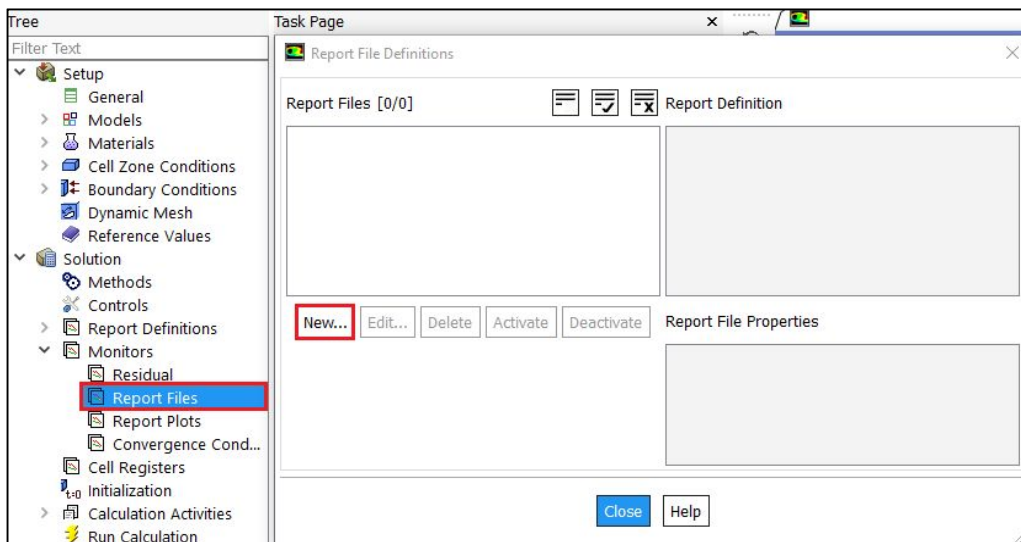 Tree
Filter Text
Setup
General
Models
Materials
Cell Zone Conditions
Boundary Conditions
Dynamic Mesh
Reference Values
Solution
Methods
Controls
Report Definitions
Monitors
Residual
Report Files
Report Plots
Convergence Cond...
Cell Registers
t=0 Initialization
Calculation Activities
Run Calculation
Task Page
Report File Definitions
Report Files [0/0]
Report Definition
New... Edit... Delete Activate Deactivate
Report File Properties
Close Help